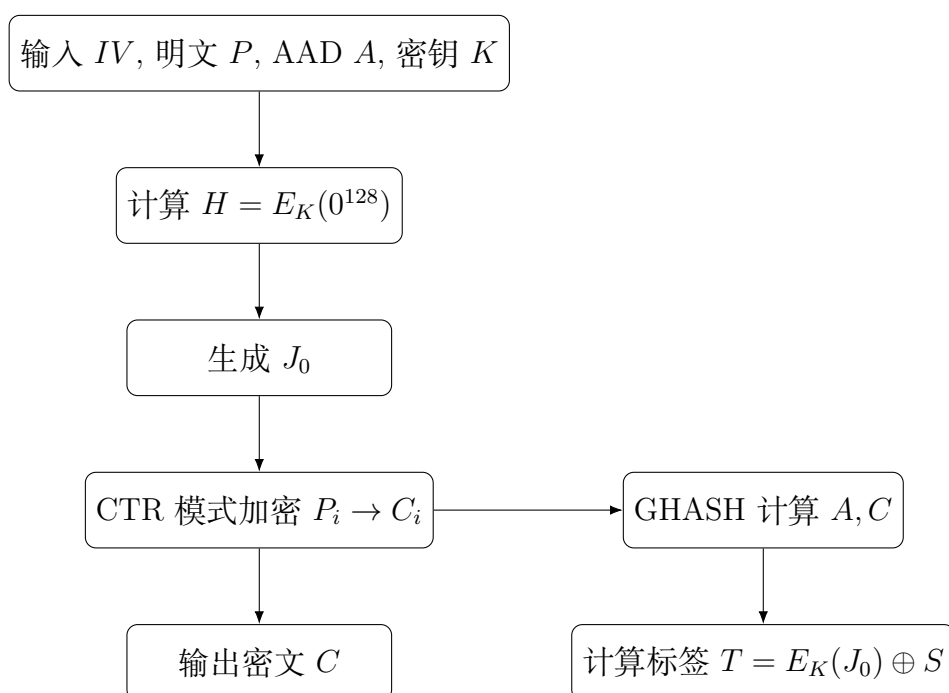 输入 IV, 明文 P, AAD A, 密钥 K
计算 H = E_K(0^{128})
生成 J_0
CTR 模式加密 P_i → C_i
GHASH 计算 A, C
输出密文 C
计算标签 T = E_K(J_0) ⊕ S